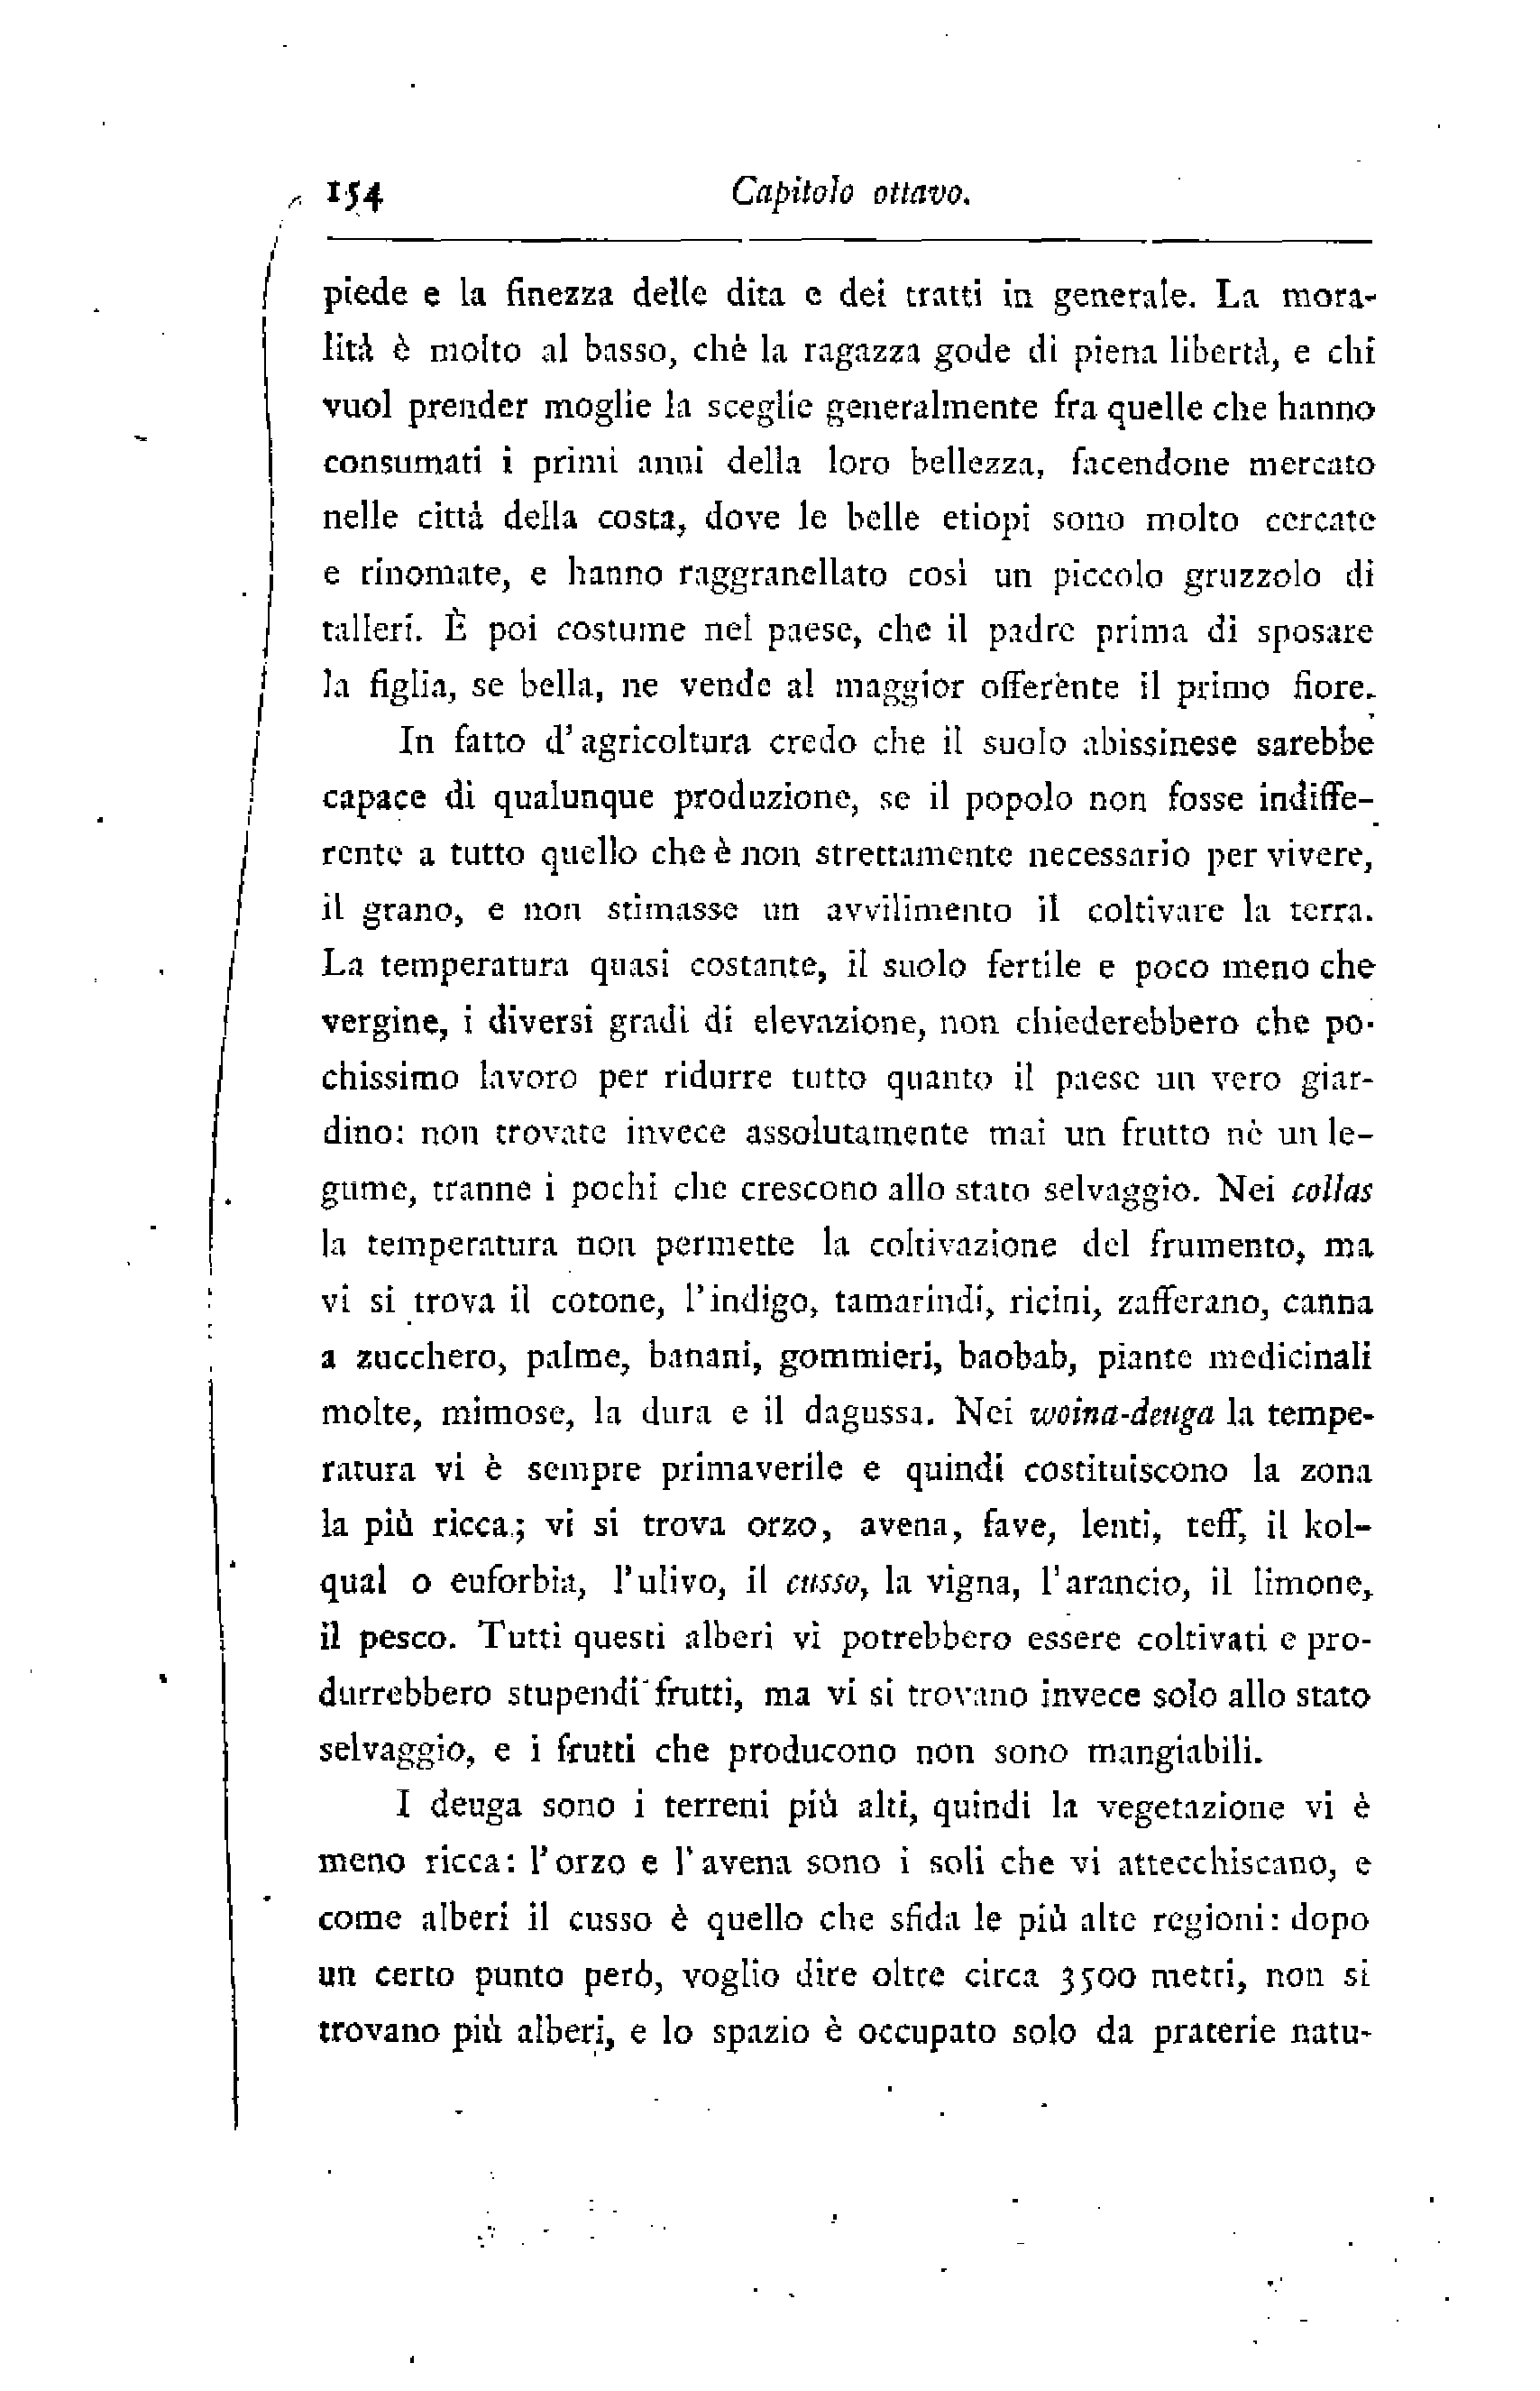 154 Capitolo ottavo.
piede e la finezza delle dita e dei tratti in generale. La mora-
lità è molto al basso, chè la ragazza gode di piena libertà, e chi
vuol prender moglie la sceglie generalmente fra quelle che hanno
consumati i primi anni della loro bellezza, facendone mercato
nelle città della costa, dove le belle etiopi sono molto cercate
e rinomate, e hanno raggranellato così un piccolo gruzzolo di
talleri. È poi costume nel paese, che il padre prima di sposare
la figlia, se bella, ne vende al maggior offerente il primo fiore.
In fatto d'agricoltura credo che il suolo abissinese sarebbe
capace di qualunque produzione, se il popolo non fosse indiffe-
rente a tutto quello che è non strettamente necessario per vivere,
il grano, e non stimasse un avvilimento il coltivare la terra.
La temperatura quasi costante, il suolo fertile e poco meno che
vergine, i diversi gradi di elevazione, non chiederebbero che po-
chissimo lavoro per ridurre tutto quanto il paese un vero giar-
dino: non trovate invece assolutamente mai un frutto nè un le-
gume, tranne i pochi che crescono allo stato selvaggio. Nei collas
la temperatura non permette la coltivazione del frumento, ma
vi si trova il cotone, l'indigo, tamarindi, ricini, zafferano, canna
a zucchero, palme, banani, gommieri, baobab, piante medicinali
molte, mimose, la dura e il dagussa. Nei woina-deuga la tempe-
ratura vi è sempre primaverile e quindi costituiscono la zona
la più ricca; vi si trova orzo, avena, fave, lenti, teff, il kol-
qual o euforbia, l'ulivo, il cusso, la vigna, l'arancio, il limone,
il pesco. Tutti questi alberi vi potrebbero essere coltivati e pro-
durrebbero stupendi frutti, ma vi si trovano invece solo allo stato
selvaggio, e i frutti che producono non sono mangiabili.
I deuga sono i terreni più alti, quindi la vegetazione vi è
meno ricca: l'orzo e l'avena sono i soli che vi attecchiscano, e
come alberi il cusso è quello che sfida le più alte regioni: dopo
un certo punto però, voglio dire oltre circa 3500 metri, non si
trovano più alberi, e lo spazio è occupato solo da praterie natu-